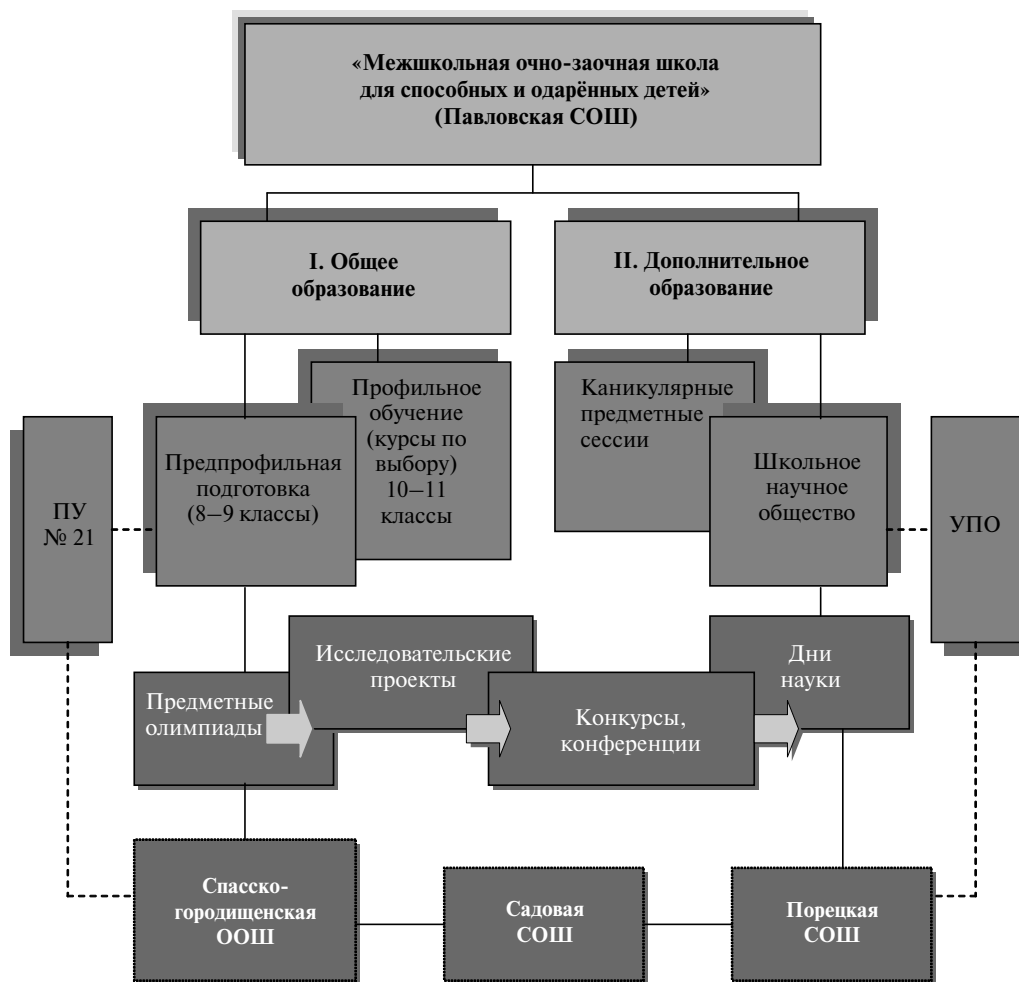 «Межшкольная очно-заочная школа
для способных и одарённых детей»
(Павловская СОШ)
I. Общее
образование
II. Дополнительное
образование
Профильное
обучение
(курсы по
выбору)
10–11
классы
Каникулярные
предметные
сессии
Предпрофильная
подготовка
(8–9 классы)
Школьное
научное
общество
ПУ
№ 21
УПО
Исследовательские
проекты
Дни
науки
Предметные
олимпиады
Конкурсы,
конференции
Спасско-
городищенская
ООШ
Садовая
СОШ
Порецкая
СОШ